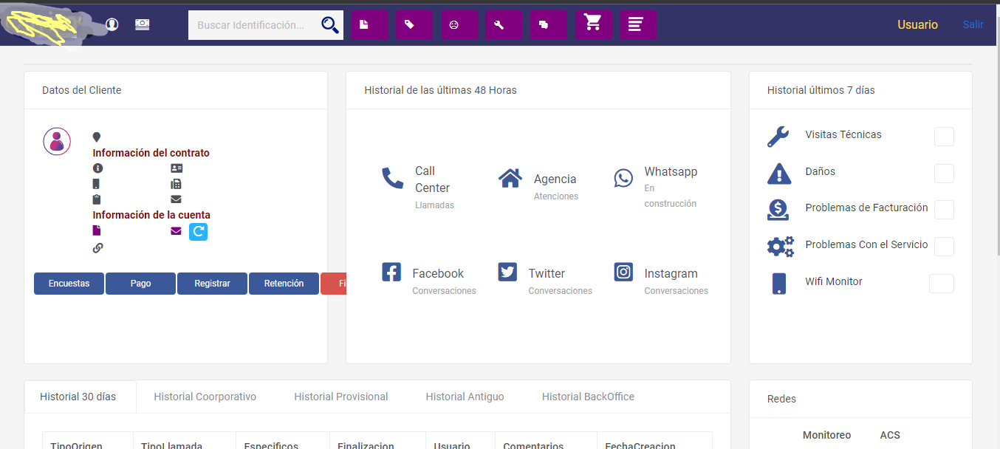 Buscar Identificación...
Usuario
Salir
Datos del Cliente
Información del contrato
Información de la cuenta
Encuestas
Pago
Registrar
Retención
Fi
Historial de las últimas 48 Horas
Call
Center
Llamadas
Agencia
Atenciones
Whatsapp
En
construcción
Facebook
Conversaciones
Twitter
Conversaciones
Instagram
Conversaciones
Historial últimos 7 días
Visitas Técnicas
Daños
Problemas de Facturación
Problemas Con el Servicio
Wifi Monitor
Historial 30 días
Historial Coorporativo
Historial Provisional
Historial Antiguo
Historial BackOffice
TipoOrigen
TipoLlamada
Especificos
Finalizacion
Usuario
Comentarios
FechaCreacion
Redes
Monitoreo
ACS